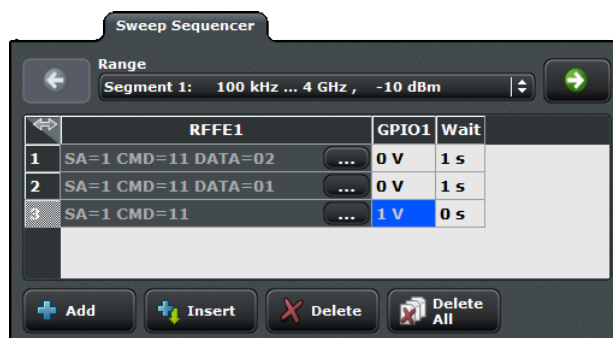 Sweep Sequencer
Range
Segment 1: 100 kHz ... 4 GHz , -10 dBm
RFFE1 GPIO1 Wait
1 SA=1 CMD=11 DATA=02 ... 0 V 1 s
2 SA=1 CMD=11 DATA=01 ... 0 V 1 s
3 SA=1 CMD=11 ... 1 V 0 s
Add Insert Delete Delete All